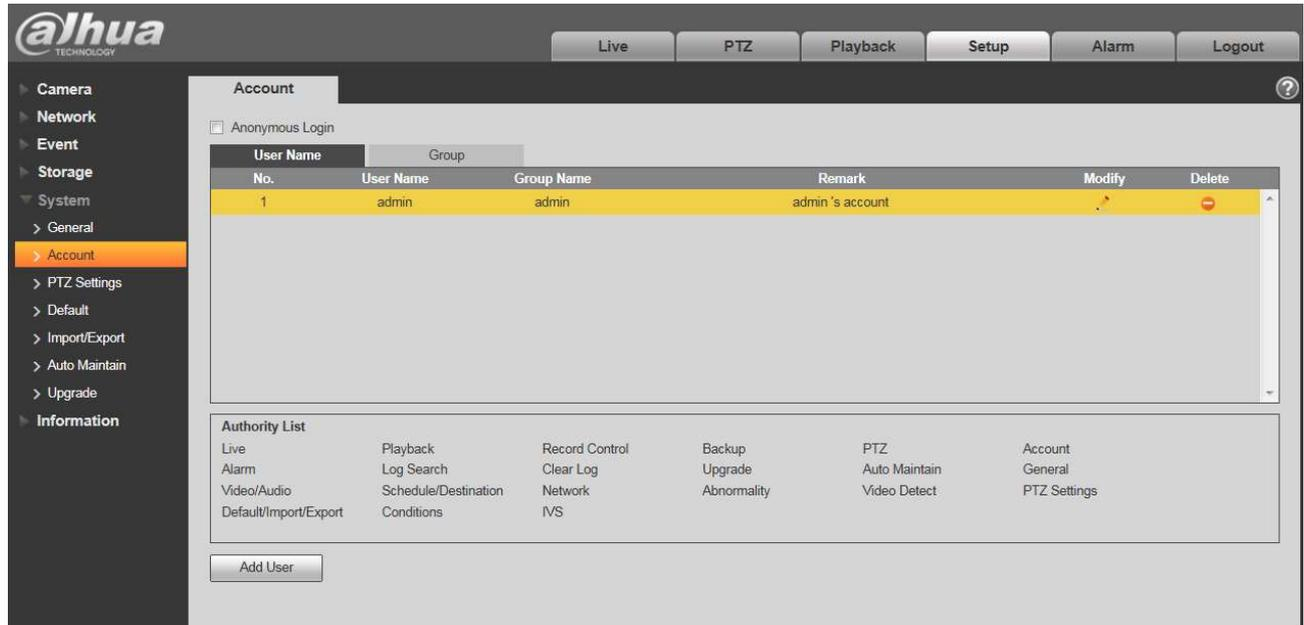 alhua
TECHNOLOGY
Live PTZ Playback Setup Alarm Logout
Camera
Network
Event
Storage
System
General
Account
PTZ Settings
Default
Import/Export
Auto Maintain
Upgrade
Information
Account
?
Anonymous Login
User Name Group
No. User Name Group Name Remark Modify Delete
1 admin admin admin 's account
Authority List
Live Playback Record Control Backup PTZ Account
Alarm Log Search Clear Log Upgrade Auto Maintain General
Video/Audio Schedule/Destination Network Abnormality Video Detect PTZ Settings
Default/Import/Export Conditions IVS
Add User